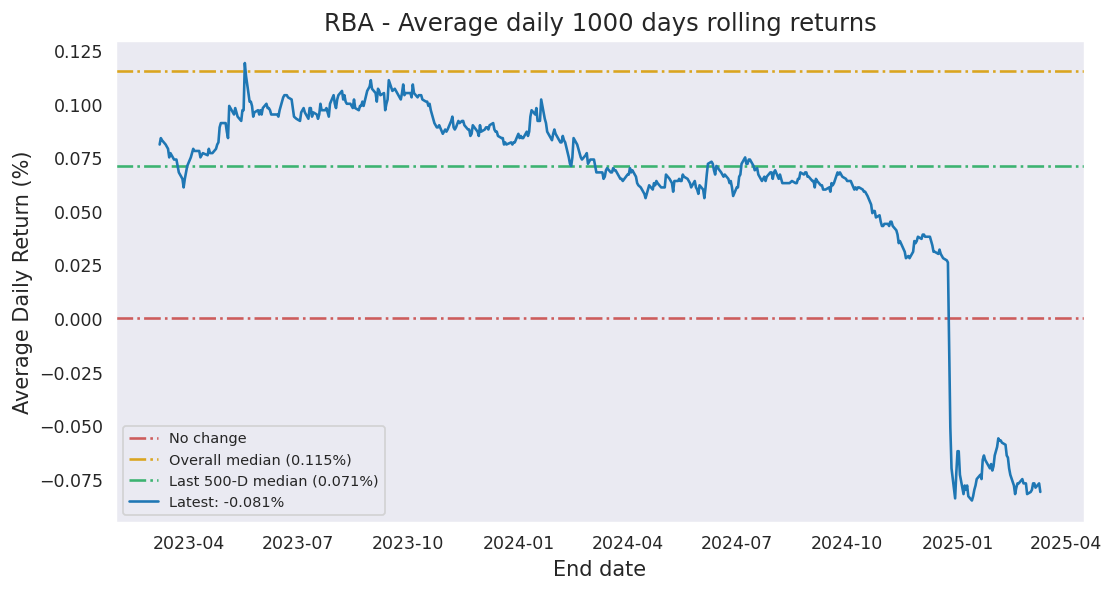 RBA - Average daily 1000 days rolling returns
Average Daily Return (%)
0.125
0.100
0.075
0.050
0.025
0.000
−0.025
−0.050
−0.075
No change
Overall median (0.115%)
Last 500-D median (0.071%)
Latest: -0.081%
2023-04 2023-07 2023-10 2024-01 2024-04 2024-07 2024-10 2025-01 2025-04
End date